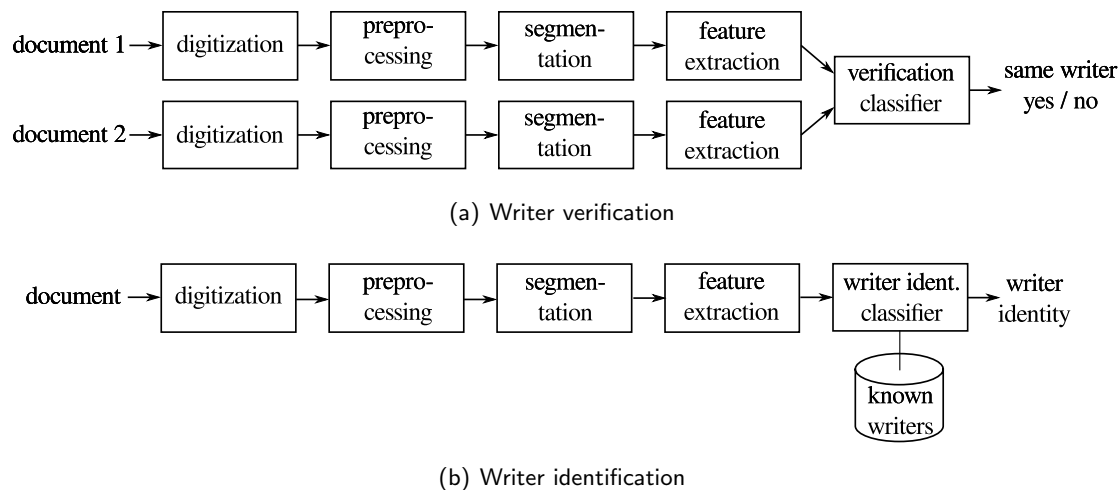 document 1
digitization
prepro-
cessing
segmen-
tation
feature
extraction
document 2
digitization
prepro-
cessing
segmen-
tation
feature
extraction
verification
classifier
same writer
yes / no
(a) Writer verification
document
digitization
prepro-
cessing
segmen-
tation
feature
extraction
writer ident.
classifier
writer
identity
known
writers
(b) Writer identification